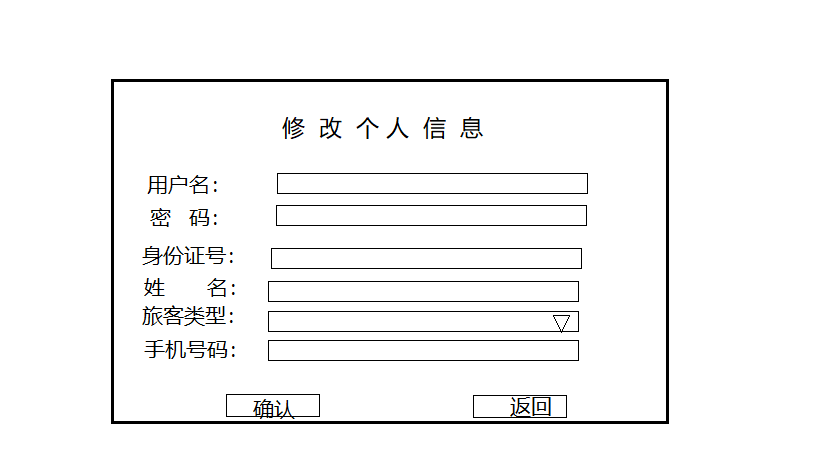 修 改 个 人 信 息
用户名：
密 码：
身份证号：
姓 名：
旅客类型：
手机号码：
确认 返回